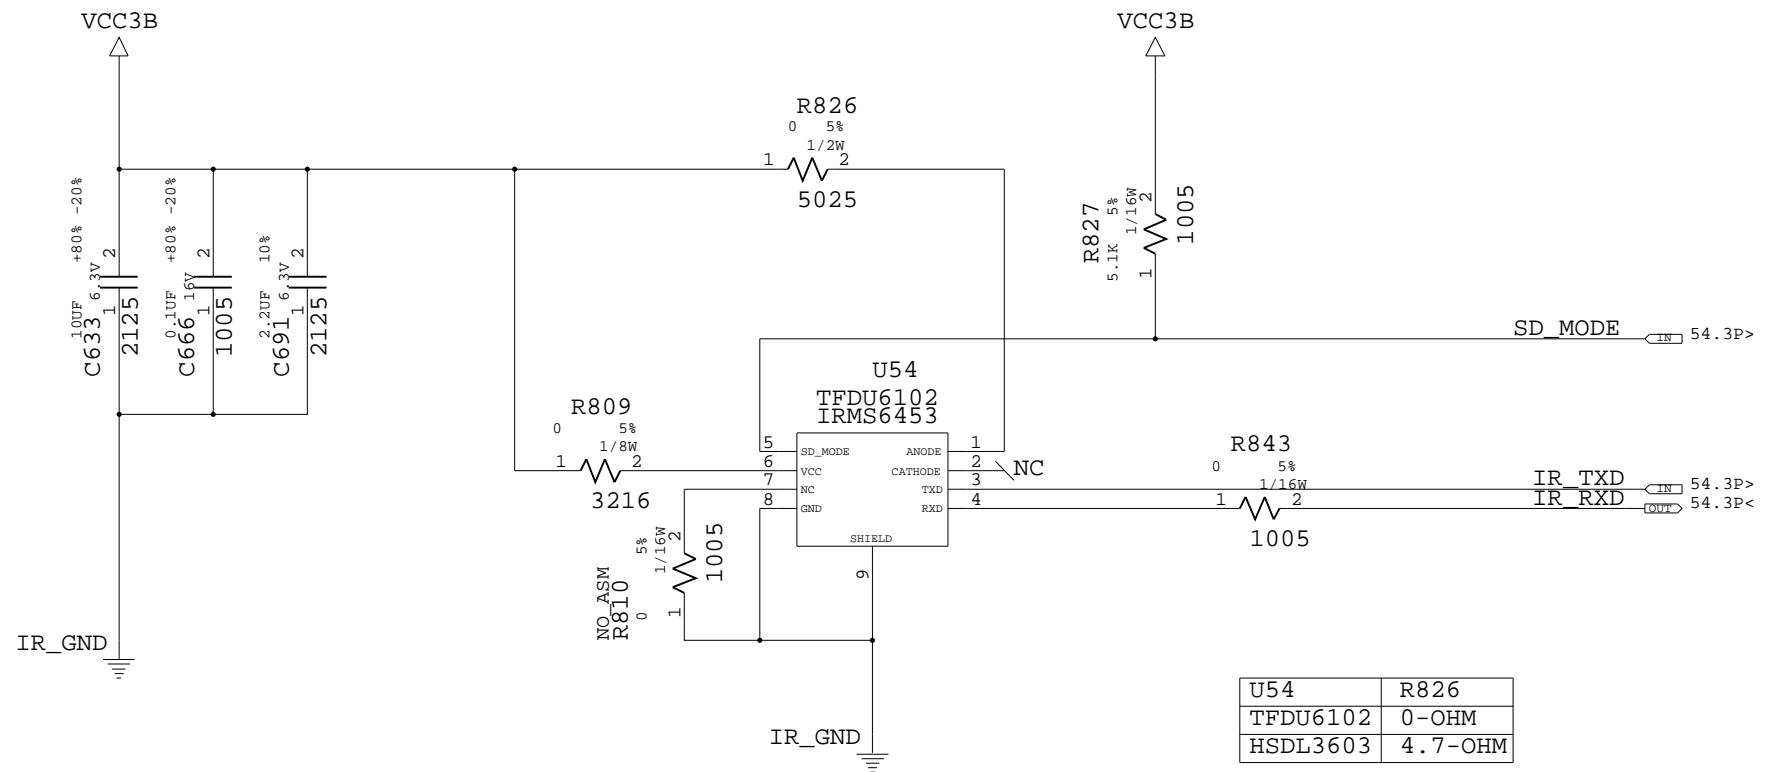 VCC3B
VCC3B
R826
0 5%
1/2W
1 2
5025
+80% -20%
2
6.3V
10UF
1
C633
2125
+80% -20%
2
16V
0.1UF
1
C666
1005
10%
2
6.3V
2.2UF
1
C691
2125
R827
5.1K 5%
1/16W
2
1
1005
SD_MODE IN 54.3P>
U54
TFDU6102
IRMS6453
R809
0 5%
1/8W
1 2
3216
5 SD_MODE ANODE 1
6 VCC CATHODE 2 NC
7 NC TXD 3
8 GND RXD 4
SHIELD
9
R843
0 5%
1/16W
1 2
1005
IR_TXD IN 54.3P>
IR_RXD OUT 54.3P<
NO_ASM
R810
0 5%
1/16W
2
1
1005
IR_GND
IR_GND
U54 R826
TFDU6102 0-OHM
HSDL3603 4.7-OHM